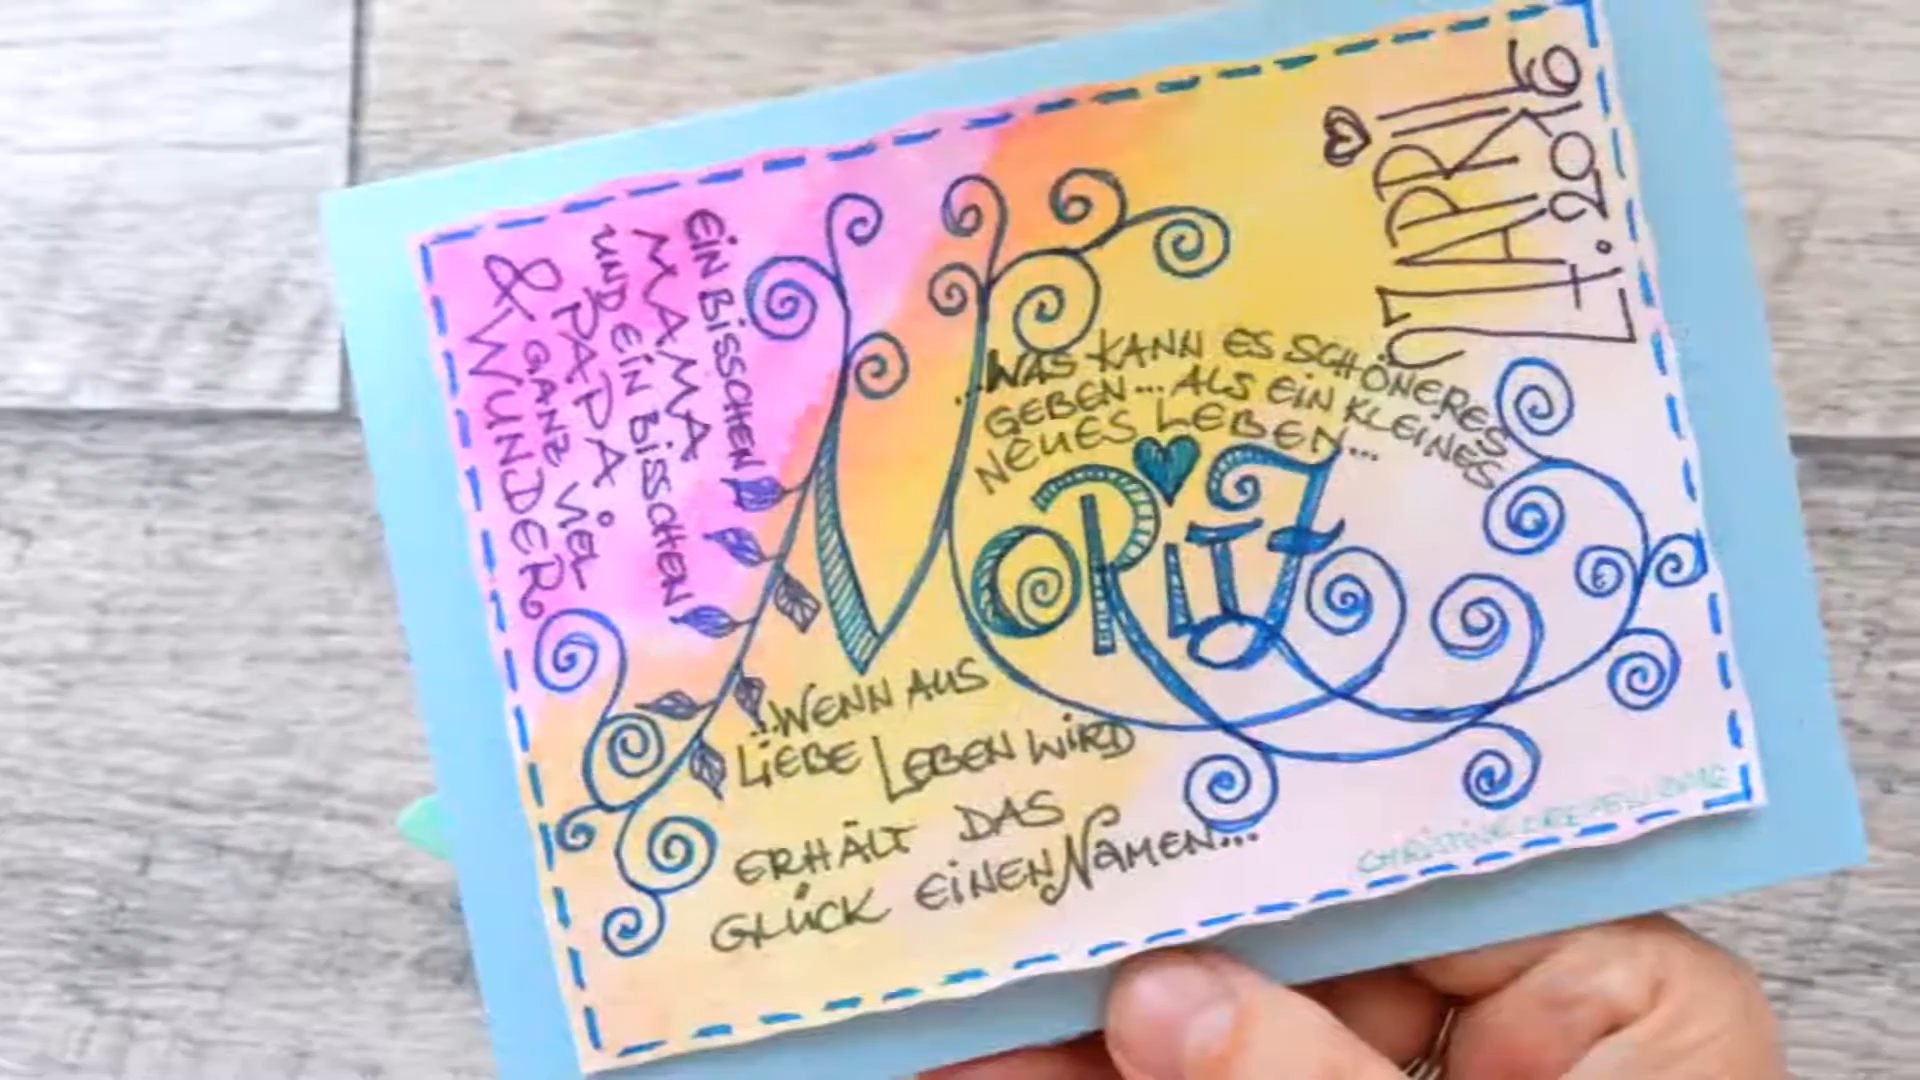 EIN BISSCHEN
MAMA
UND EIN BISSCHEN
PAPA
GANZ VIEL
& WUNDER
APRIL
2016
...WAS KANN ES SCHÖNERES
GEBEN... ALS EIN KLEINES
NEUES LEBEN...
MORITZ
...WENN AUS
LIEBE LEBEN WIRD
ERHÄLT DAS
GLÜCK EINEN NAMEN...
CHRISTINE